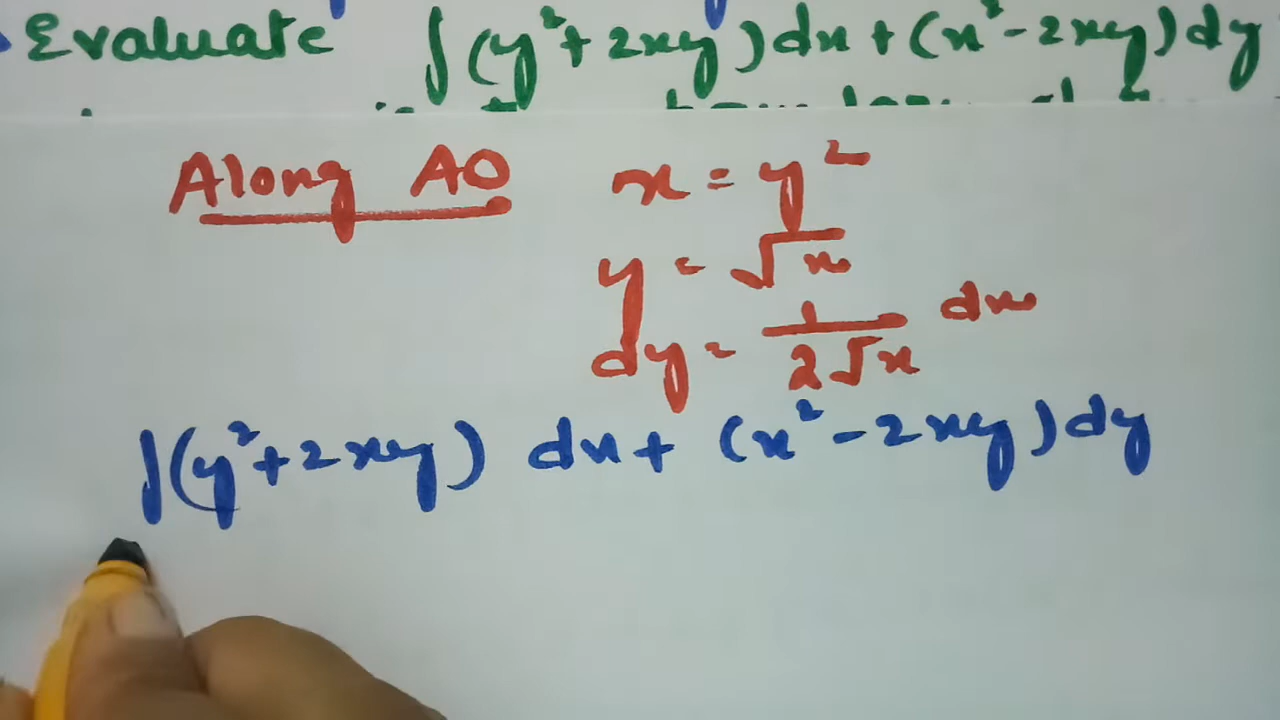 Evaluate ∫(y²+2xy)dx+(x²-2xy)dy
Along AO x = y²
y = √x
dy = 1/2√x dx
∫(y²+2xy) dx + (x²-2xy)dy